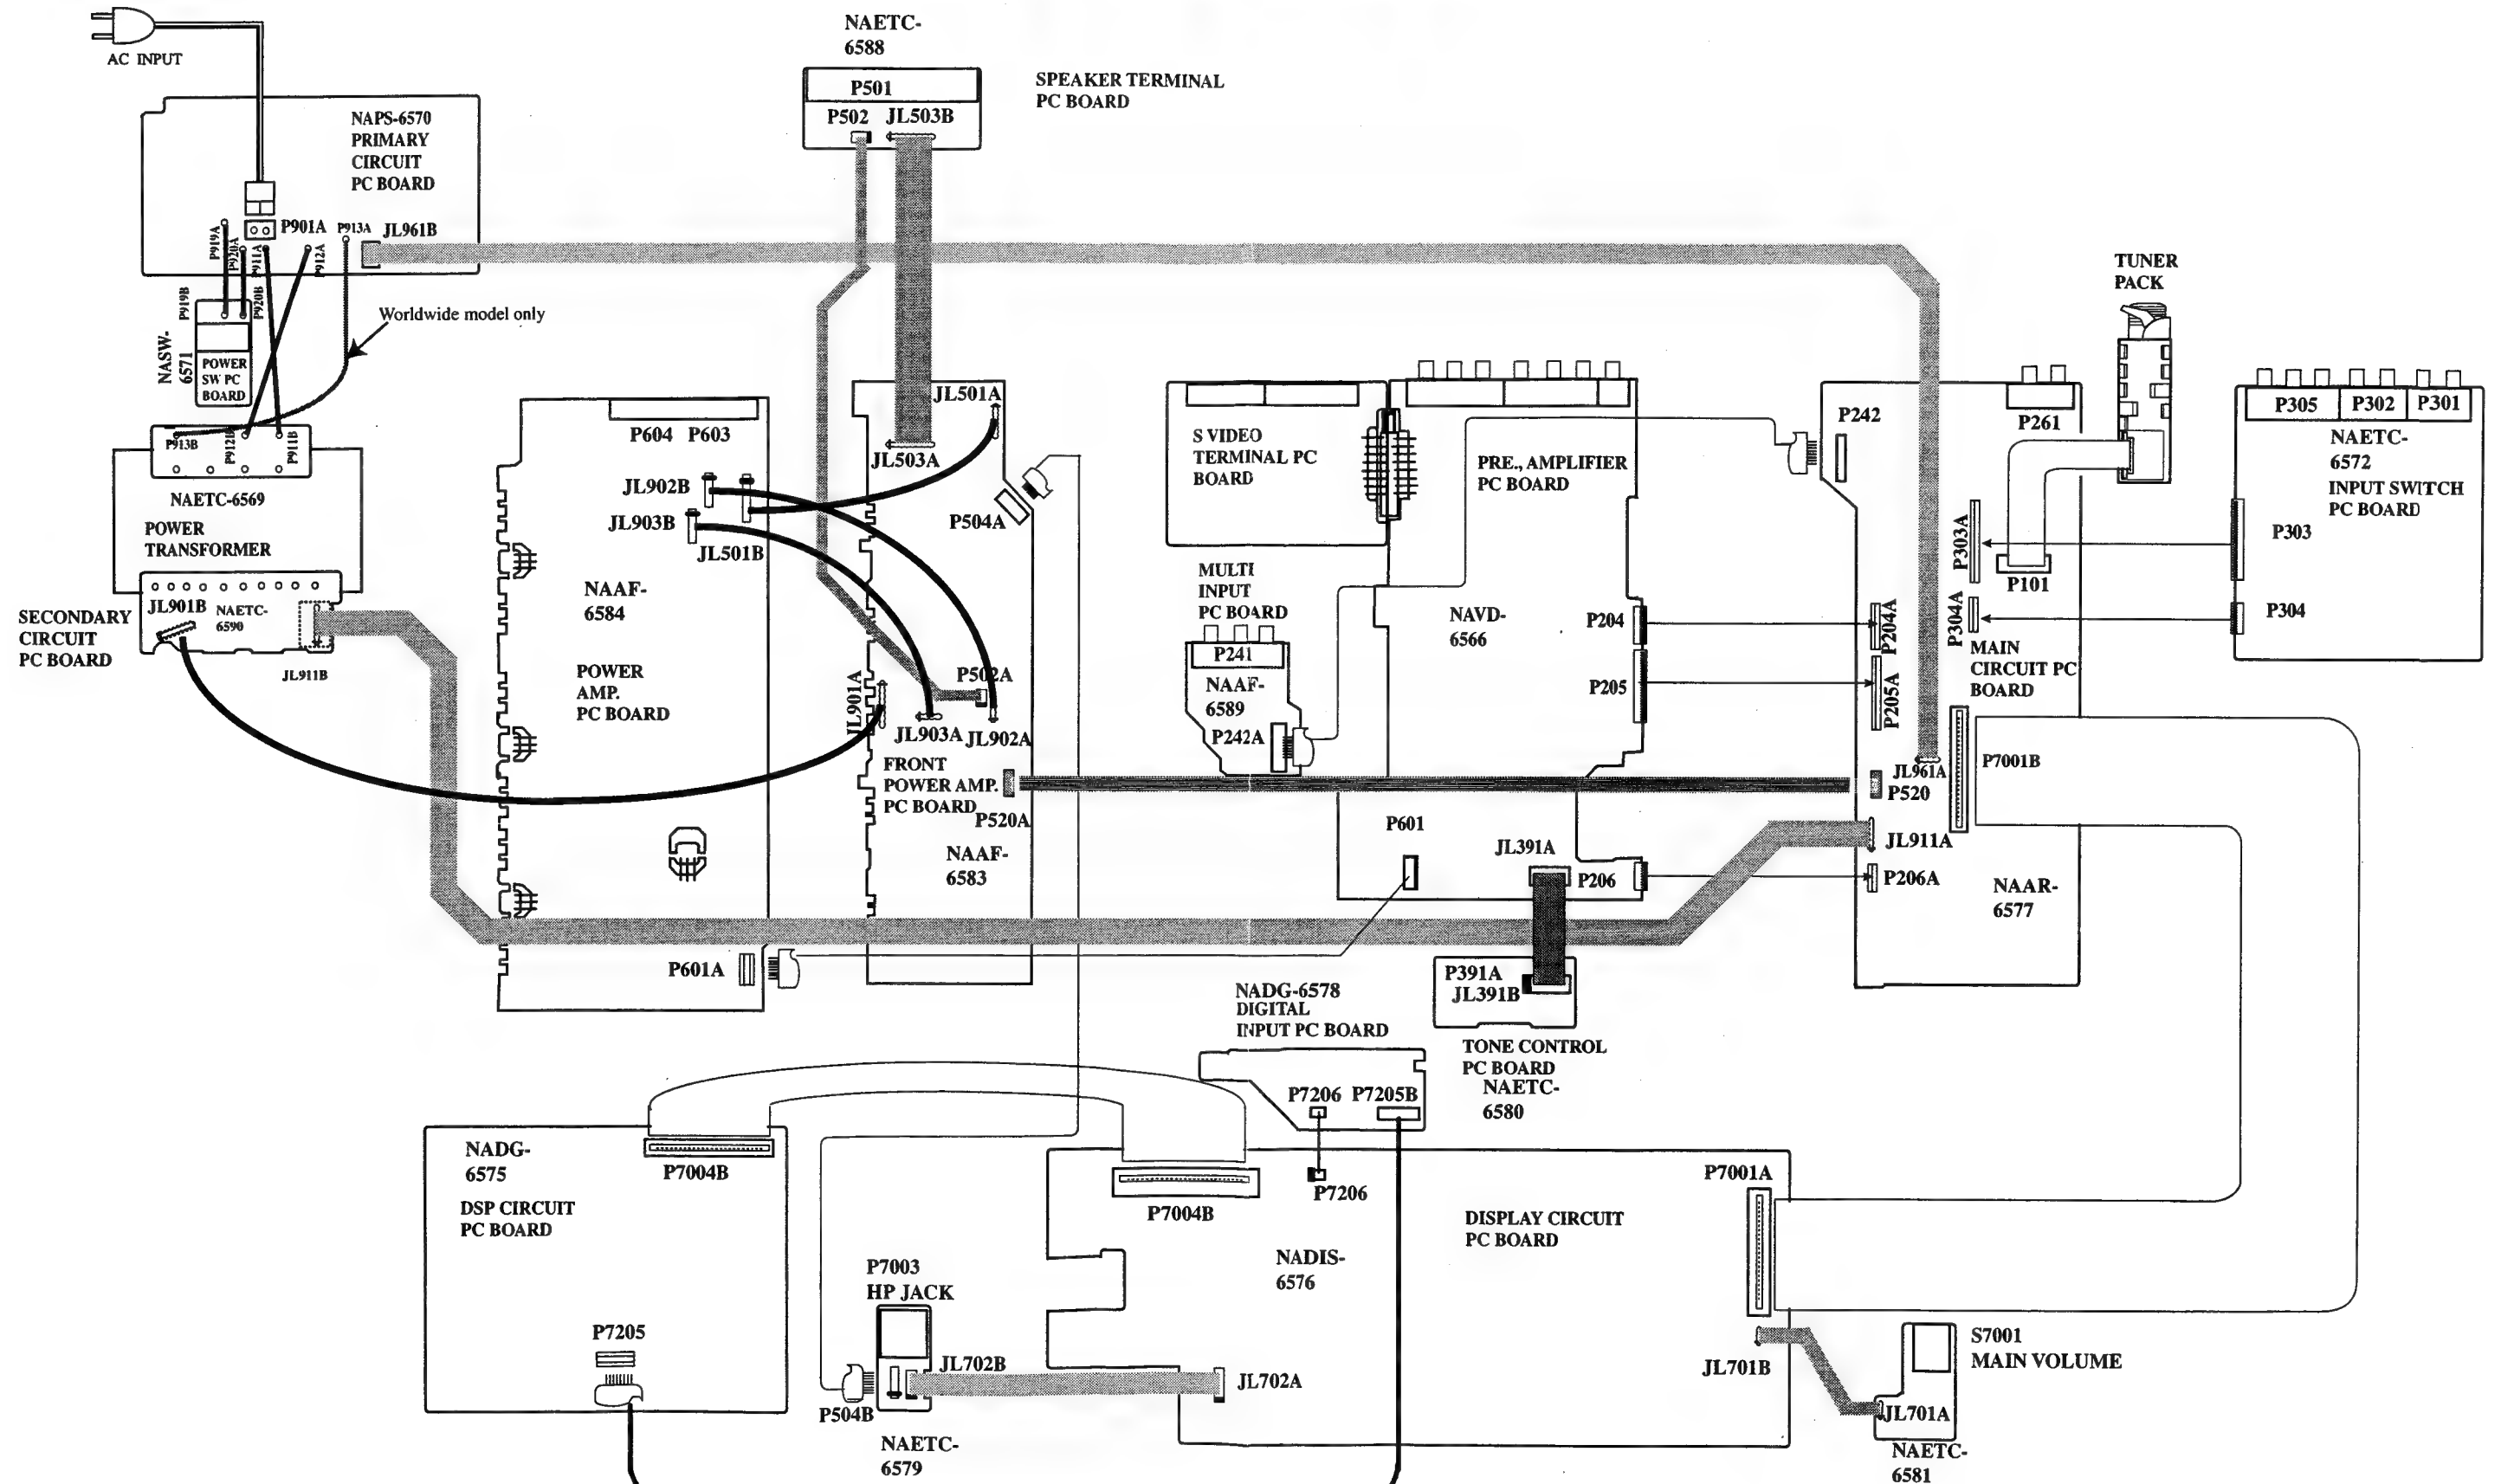 AC INPUT
NAPS-6570
PRIMARY
CIRCUIT
PC BOARD
P919A
P920A
P911A
P901A
P912A
P913A
JL961B
P919B
P920B
NASW-
6571
POWER
SW PC
BOARD
Worldwide model only
P913B
P912B
P911B
NAETC-6569
POWER
TRANSFORMER
SECONDARY
CIRCUIT
PC BOARD
JL901B
NAETC-
6590
JL911B
NAETC-
6588
P501
P502
JL503B
SPEAKER TERMINAL
PC BOARD
P604
P603
JL902B
JL903B
JL501B
NAAF-
6584
POWER
AMP.
PC BOARD
P601A
JL501A
JL503A
P504A
P502A
JL901A
JL903A
JL902A
FRONT
POWER AMP.
PC BOARD
P520A
NAAF-
6583
S VIDEO
TERMINAL PC
BOARD
PRE., AMPLIFIER
PC BOARD
MULTI
INPUT
PC BOARD
P241
NAAF-
6589
P242A
NAVD-
6566
P204
P205
P601
JL391A
P206
P391A
JL391B
TONE CONTROL
PC BOARD
NAETC-
6580
P242
P261
TUNER
PACK
P303A
P101
P304A
P204A
P205A
MAIN
CIRCUIT PC
BOARD
JL961A
P520
P7001B
JL911A
P206A
NAAR-
6577
P305
P302
P301
NAETC-
6572
INPUT SWITCH
PC BOARD
P303
P304
NADG-6578
DIGITAL
INPUT PC BOARD
P7206
P7205B
NADG-
6575
DSP CIRCUIT
PC BOARD
P7004B
P7205
P7206
P7004B
NADIS-
6576
DISPLAY CIRCUIT
PC BOARD
P7001A
P7003
HP JACK
JL702B
JL702A
P504B
NAETC-
6579
JL701B
S7001
MAIN VOLUME
JL701A
NAETC-
6581